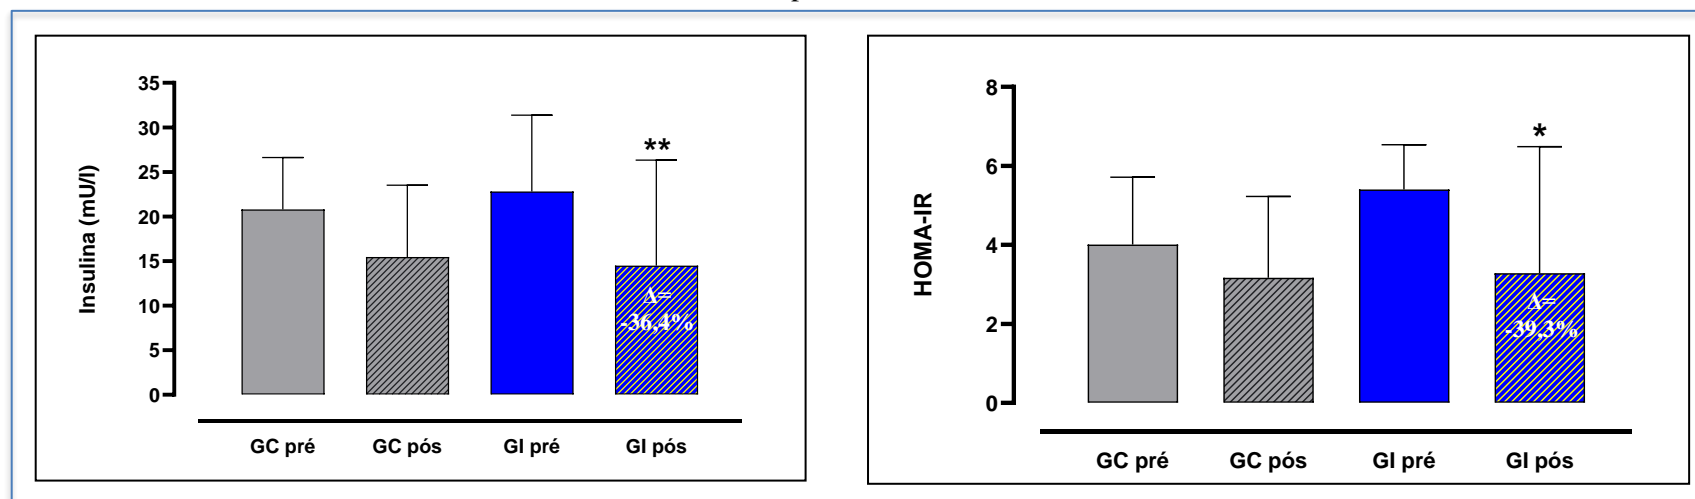 Insulina (mU/l)
35
30
25
20
15
10
5
0
**
Δ=
-36,4%
GC pré GC pós GI pré GI pós
HOMA-IR
8
6
4
2
0
*
Δ=
-39,3%
GC pré GC pós GI pré GI pós